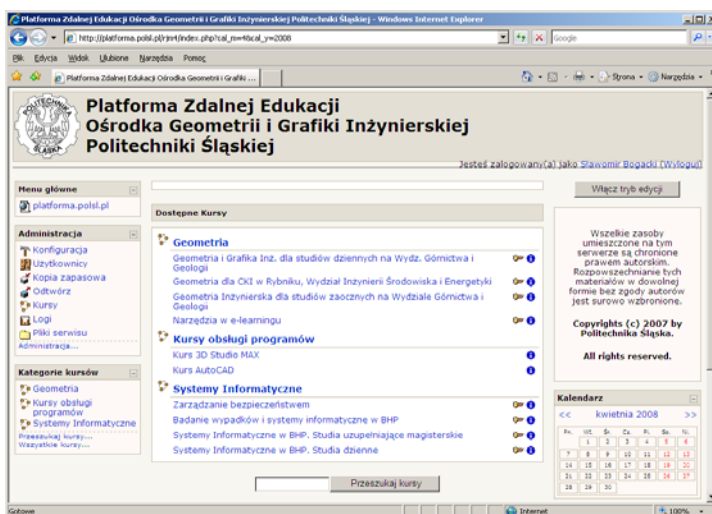 Platforma Zdalnej Edukacji Ośrodka Geometrii i Grafiki Inżynierskiej Politechniki Śląskiej - Windows Internet Explorer
http://platforma.polsl.pl/rjm4/index.php?cal_m=4&cal_y=2008
Google
Plik Edycja Widok Ulubione Narzędzia Pomoc
Platforma Zdalnej Edukacji Ośrodka Geometrii i Grafiki ...
Strona
Narzędzia
POLITECHNIKA
ŚLĄSKA
Platforma Zdalnej Edukacji
Ośrodka Geometrii i Grafiki Inżynierskiej
Politechniki Śląskiej
Jesteś zalogowany(a) jako Sławomir Bogacki (Wyloguj)
Menu główne
platforma.polsl.pl
Administracja
Konfiguracja
Użytkownicy
Kopia zapasowa
Odtwórz
Kursy
Logi
Pliki serwisu
Administracja...
Kategorie kursów
Geometria
Kursy obsługi
programów
Systemy Informatyczne
Przeszukaj kursy...
Wszystkie kursy...
Dostępne Kursy
Geometria
Geometria i Grafika Inż. dla studiów dziennych na Wydz. Górnictwa i
Geologii
Geometria dla CKI w Rybniku, Wydział Inżynierii Środowiska i Energetyki
Geometria Inżynierska dla studiów zaocznych na Wydziale Górnictwa i
Geologii
Narzędzia w e-learningu
Kursy obsługi programów
Kurs 3D Studio MAX
Kurs AutoCAD
Systemy Informatyczne
Zarządzanie bezpieczeństwem
Badanie wypadków i systemy informatyczne w BHP
Systemy Informatyczne w BHP. Studia uzupełniające magisterskie
Systemy Informatyczne w BHP. Studia dzienne
Przeszukaj kursy
Włącz tryb edycji
Wszelkie zasoby
umieszczone na tym
serwerze są chronione
prawem autorskim.
Rozpowszechnianie tych
materiałów w dowolnej
formie bez zgody autorów
jest surowo wzbronione.
Copyrights (c) 2007 by
Politechnika Śląska.
All rights reserved.
Kalendarz
<< kwietnia 2008 >>
Pn. Wt. Śr. Cz. Pt. So. Ni.
1 2 3 4 5 6
7 8 9 10 11 12 13
14 15 16 17 18 19 20
21 22 23 24 25 26 27
28 29 30
Gotowe
Internet
100%